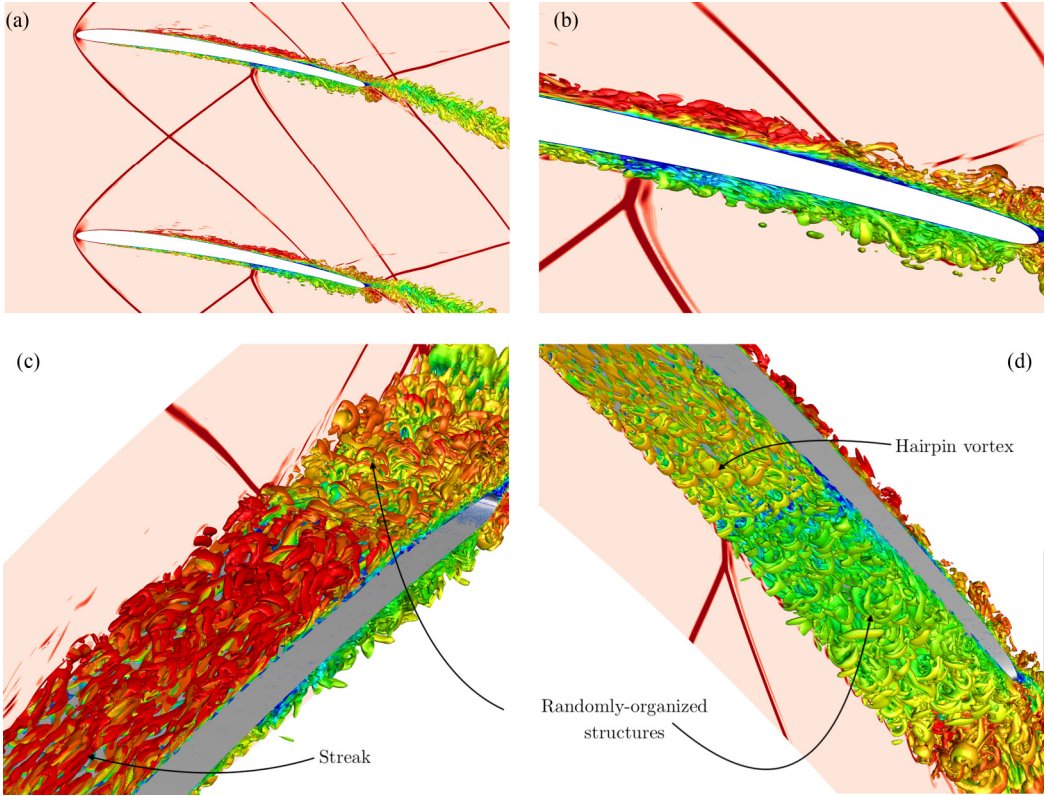 (a)
(b)
(c)
(d)
Hairpin vortex
Randomly-organized
structures
Streak